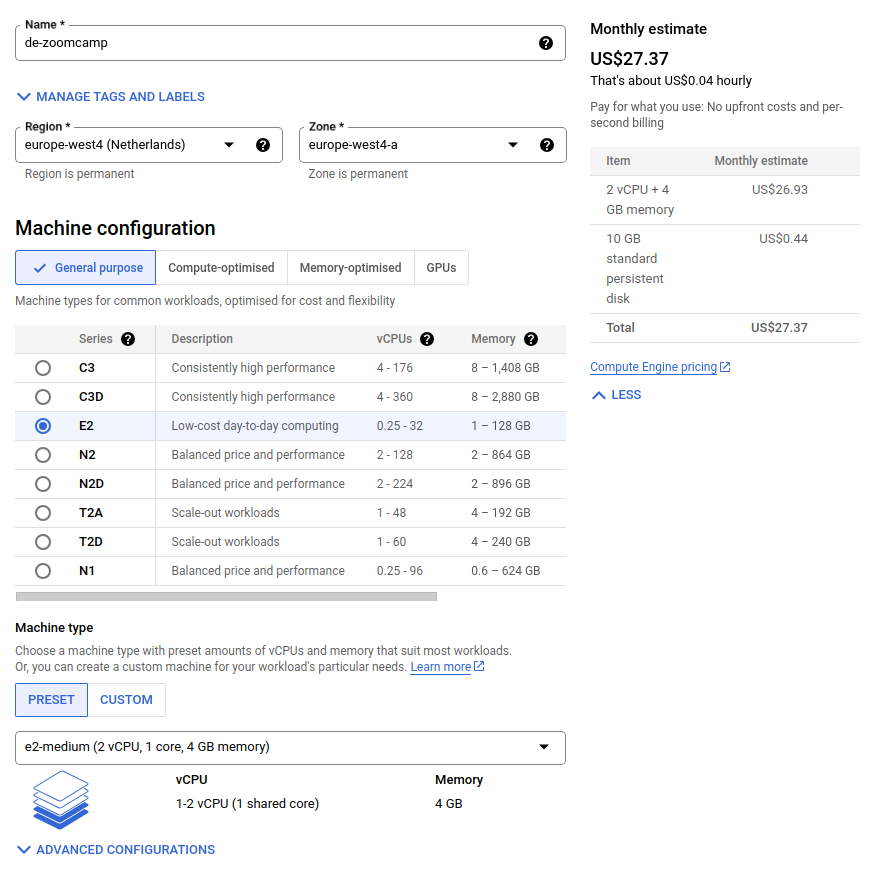 Name *
de-zoomcamp
MANAGE TAGS AND LABELS
Region *
europe-west4 (Netherlands)
Region is permanent
Zone *
europe-west4-a
Zone is permanent
Machine configuration
General purpose
Compute-optimised
Memory-optimised
GPUs
Machine types for common workloads, optimised for cost and flexibility
Series Description vCPUs Memory
C3 Consistently high performance 4 - 176 8 – 1,408 GB
C3D Consistently high performance 4 - 360 8 – 2,880 GB
E2 Low-cost day-to-day computing 0.25 - 32 1 – 128 GB
N2 Balanced price and performance 2 - 128 2 – 864 GB
N2D Balanced price and performance 2 - 224 2 – 896 GB
T2A Scale-out workloads 1 - 48 4 – 192 GB
T2D Scale-out workloads 1 - 60 4 – 240 GB
N1 Balanced price and performance 0.25 - 96 0.6 – 624 GB
Machine type
Choose a machine type with preset amounts of vCPUs and memory that suit most workloads.
Or, you can create a custom machine for your workload's particular needs. Learn more
PRESET
CUSTOM
e2-medium (2 vCPU, 1 core, 4 GB memory)
vCPU Memory
1-2 vCPU (1 shared core) 4 GB
ADVANCED CONFIGURATIONS
Monthly estimate
US$27.37
That's about US$0.04 hourly
Pay for what you use: No upfront costs and per-
second billing
Item Monthly estimate
2 vCPU + 4 US$26.93
GB memory
10 GB US$0.44
standard
persistent
disk
Total US$27.37
Compute Engine pricing
LESS